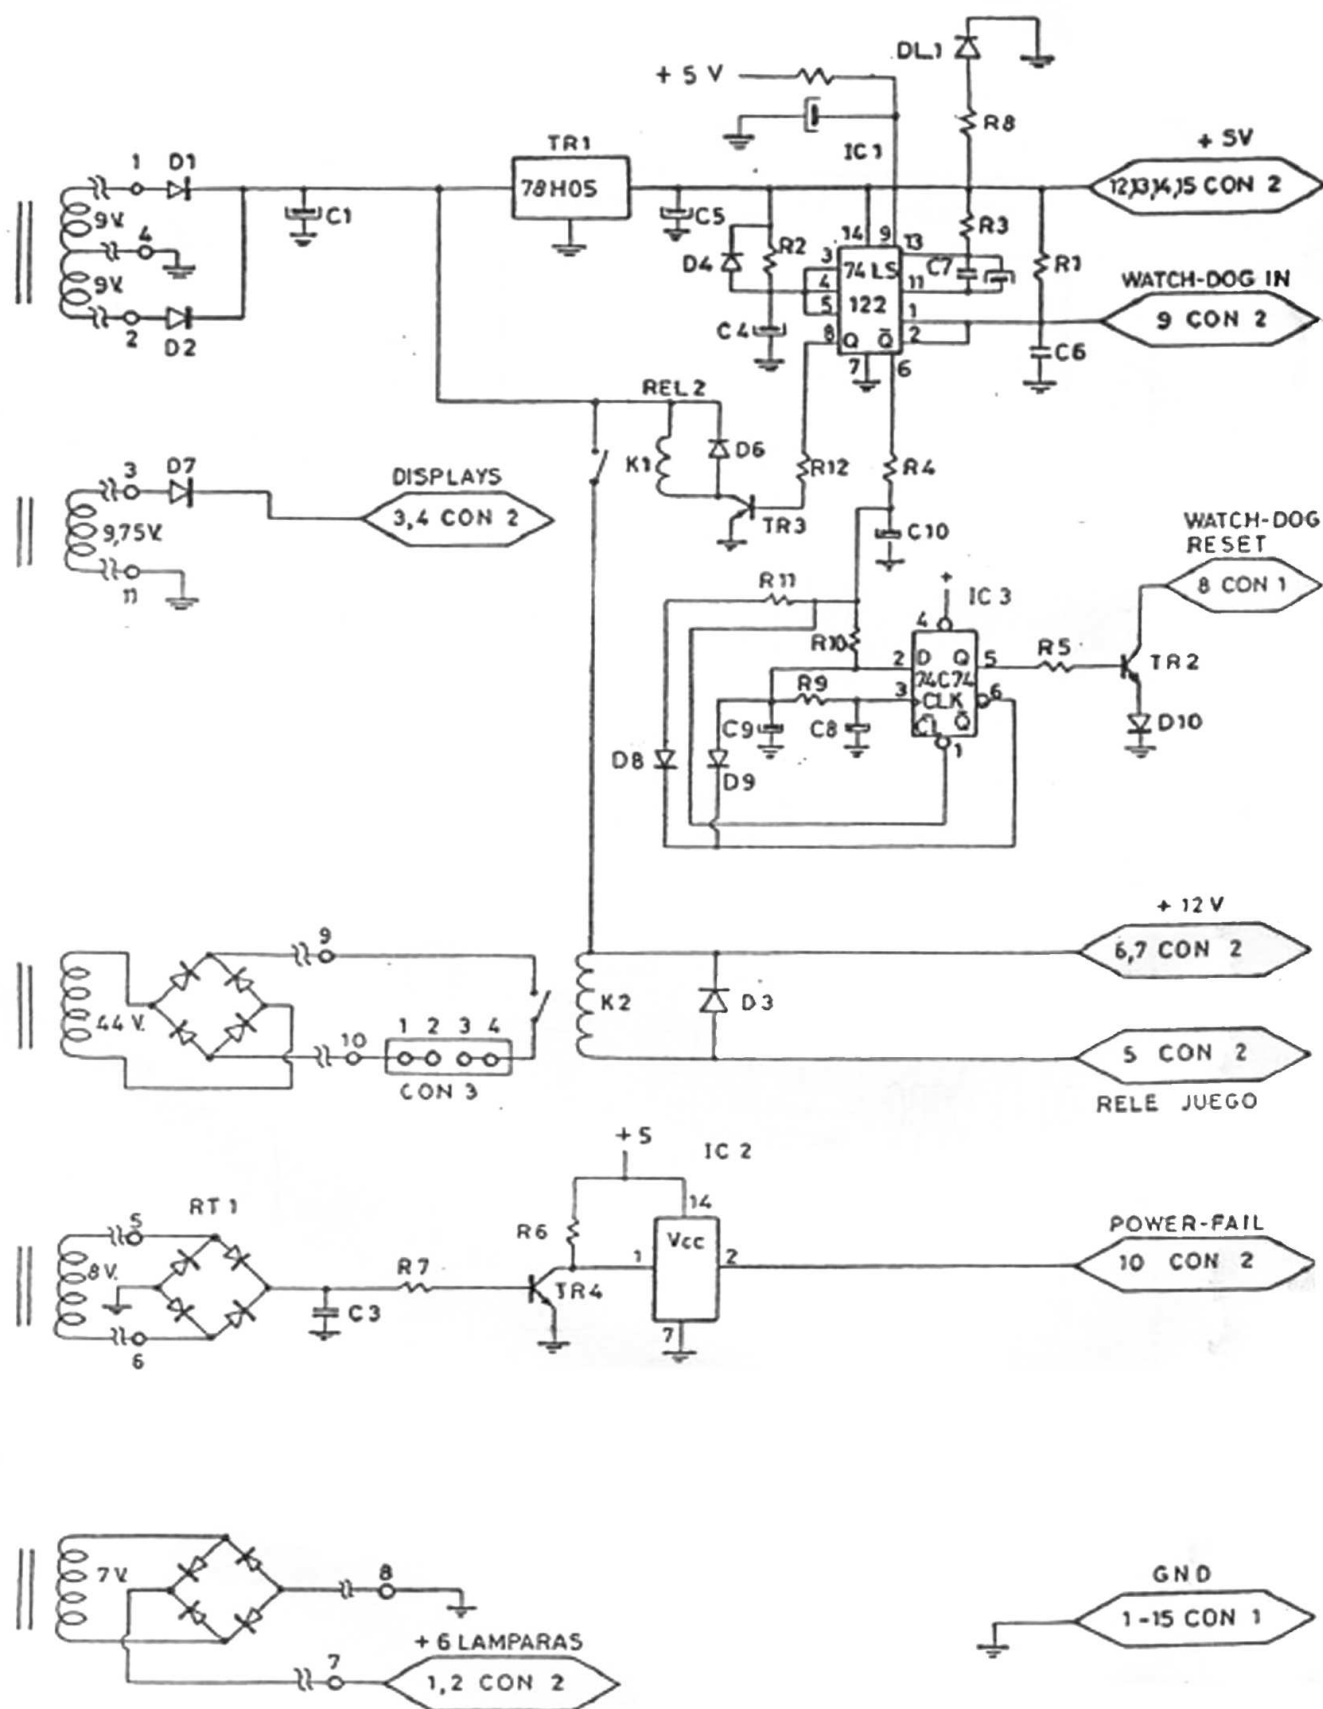 DL1
+ 5 V
R8
TR1
IC 1
+ 5V
1 D1
78H05
12,13,14,15 CON 2
9V.
C1
C5
4
14 9
13
R3
D4
R2
3
74 LS
C7
R1
9V.
4
11
WATCH-DOG IN
5
122
1
9 CON 2
2
D2
C4
8 Q Q̅
2
C6
7
6
REL 2
K1
D6
R12
R4
3 D7
DISPLAYS
3,4 CON 2
TR3
C10
9,75V.
11
WATCH-DOG
RESET
+
IC 3
8 CON 1
R11
4
R10
2 D Q 5
R5
TR2
74C74
R9
3
CLK
6
C9
C8
CL Q̅
D10
D8
D9
1
+ 12 V
9
6,7 CON 2
44 V.
K2
D3
10
1 2 3 4
5 CON 2
CON 3
RELE JUEGO
+ 5
IC 2
RT 1
14
5
R6
Vcc
POWER-FAIL
8V.
R7
1
2
10 CON 2
C3
TR4
7
6
7 V.
8
GND
1-15 CON 1
+ 6 LAMPARAS
7
1,2 CON 2